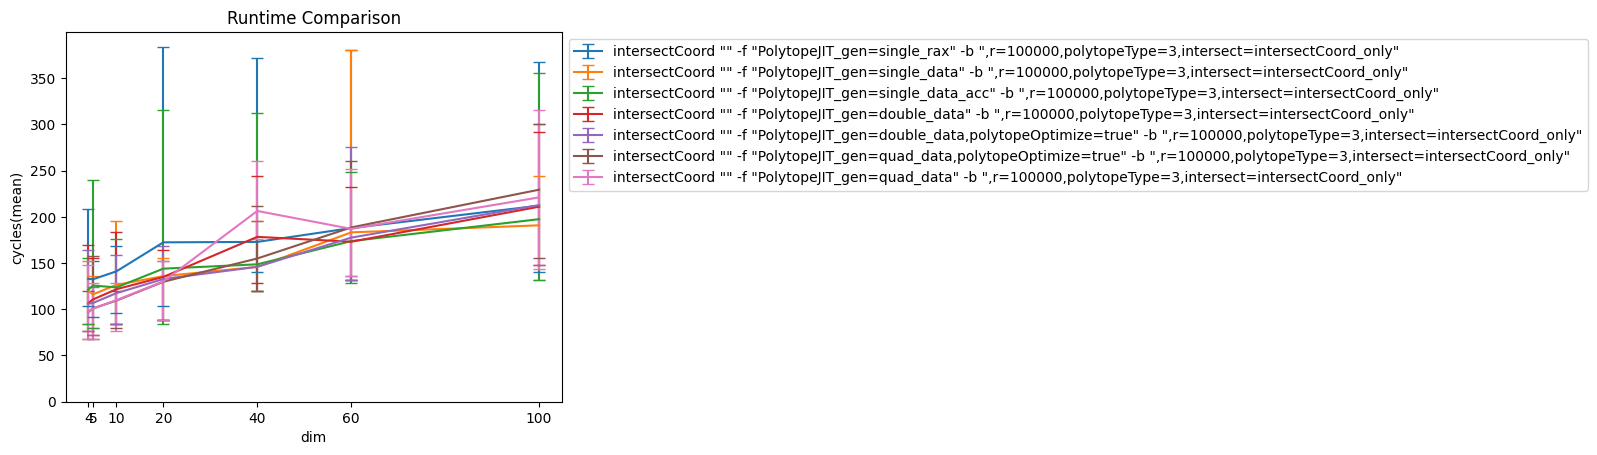 Runtime Comparison
cycles(mean)
350
300
250
200
150
100
50
0
4 5 10 20 40 60 100
dim
intersectCoord "" -f "PolytopeJIT_gen=single_rax" -b ",r=100000,polytopeType=3,intersect=intersectCoord_only"
intersectCoord "" -f "PolytopeJIT_gen=single_data" -b ",r=100000,polytopeType=3,intersect=intersectCoord_only"
intersectCoord "" -f "PolytopeJIT_gen=single_data_acc" -b ",r=100000,polytopeType=3,intersect=intersectCoord_only"
intersectCoord "" -f "PolytopeJIT_gen=double_data" -b ",r=100000,polytopeType=3,intersect=intersectCoord_only"
intersectCoord "" -f "PolytopeJIT_gen=double_data,polytopeOptimize=true" -b ",r=100000,polytopeType=3,intersect=intersectCoord_only"
intersectCoord "" -f "PolytopeJIT_gen=quad_data,polytopeOptimize=true" -b ",r=100000,polytopeType=3,intersect=intersectCoord_only"
intersectCoord "" -f "PolytopeJIT_gen=quad_data" -b ",r=100000,polytopeType=3,intersect=intersectCoord_only"